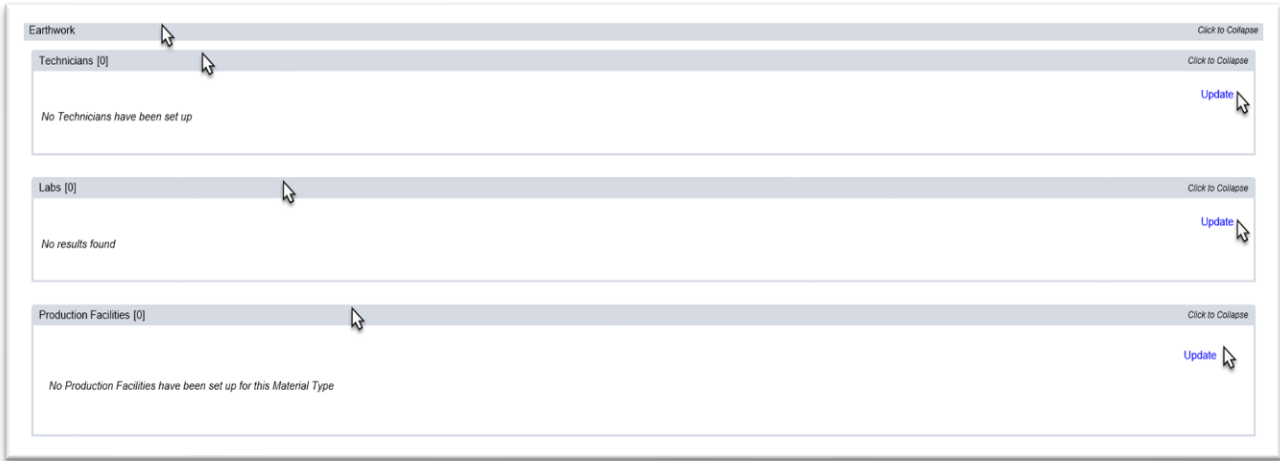 Earthwork Click to Collapse
Technicians [0] Click to Collapse
Update
No Technicians have been set up
Labs [0] Click to Collapse
Update
No results found
Production Facilities [0] Click to Collapse
Update
No Production Facilities have been set up for this Material Type